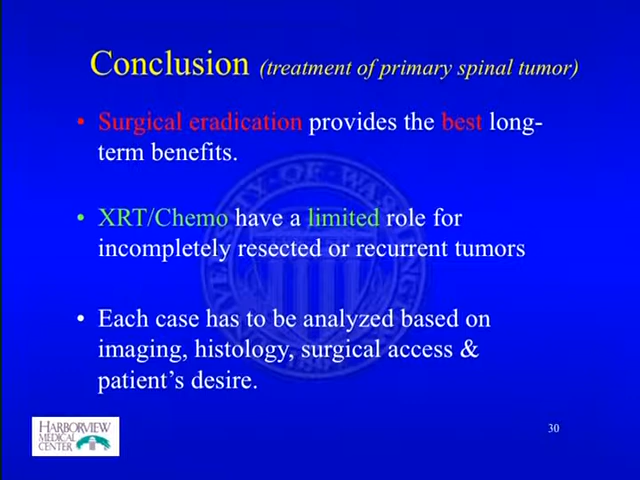 Conclusion (treatment of primary spinal tumor)
• Surgical eradication provides the best long-
term benefits.
• XRT/Chemo have a limited role for
incompletely resected or recurrent tumors
• Each case has to be analyzed based on
imaging, histology, surgical access &
patient's desire.
HARBORVIEW
MEDICAL
CENTER
30